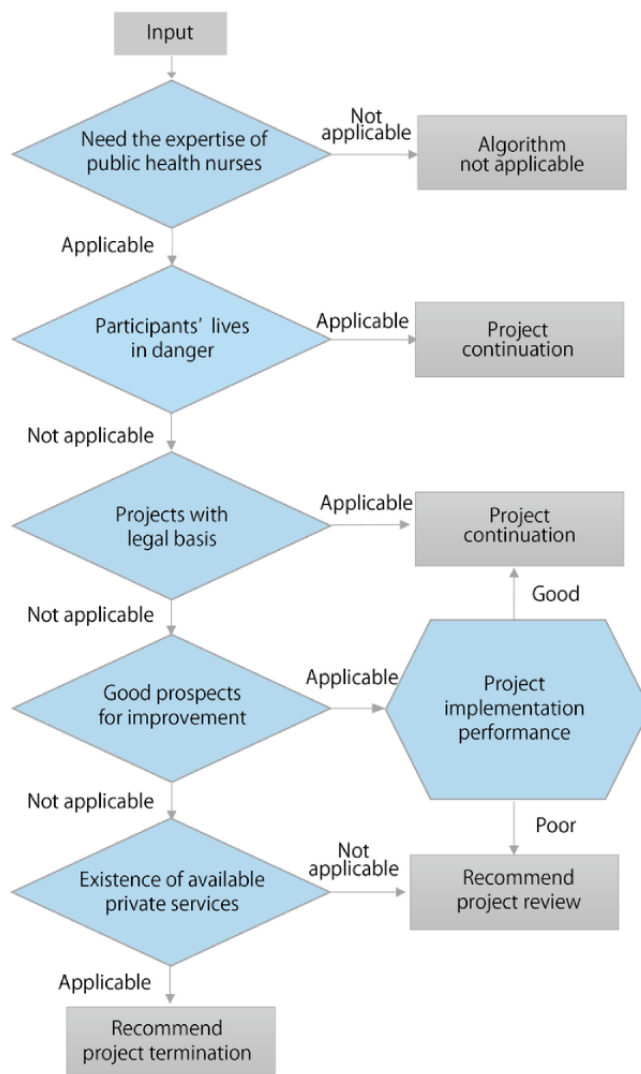 Input
Need the expertise of
public health nurses
Not
applicable
Algorithm
not applicable
Applicable
Participants’ lives
in danger
Applicable
Project
continuation
Not applicable
Projects with
legal basis
Applicable
Project
continuation
Not applicable
Good
Good prospects
for improvement
Applicable
Project
implementation
performance
Not applicable
Poor
Existence of available
private services
Not
applicable
Recommend
project review
Applicable
Recommend
project termination